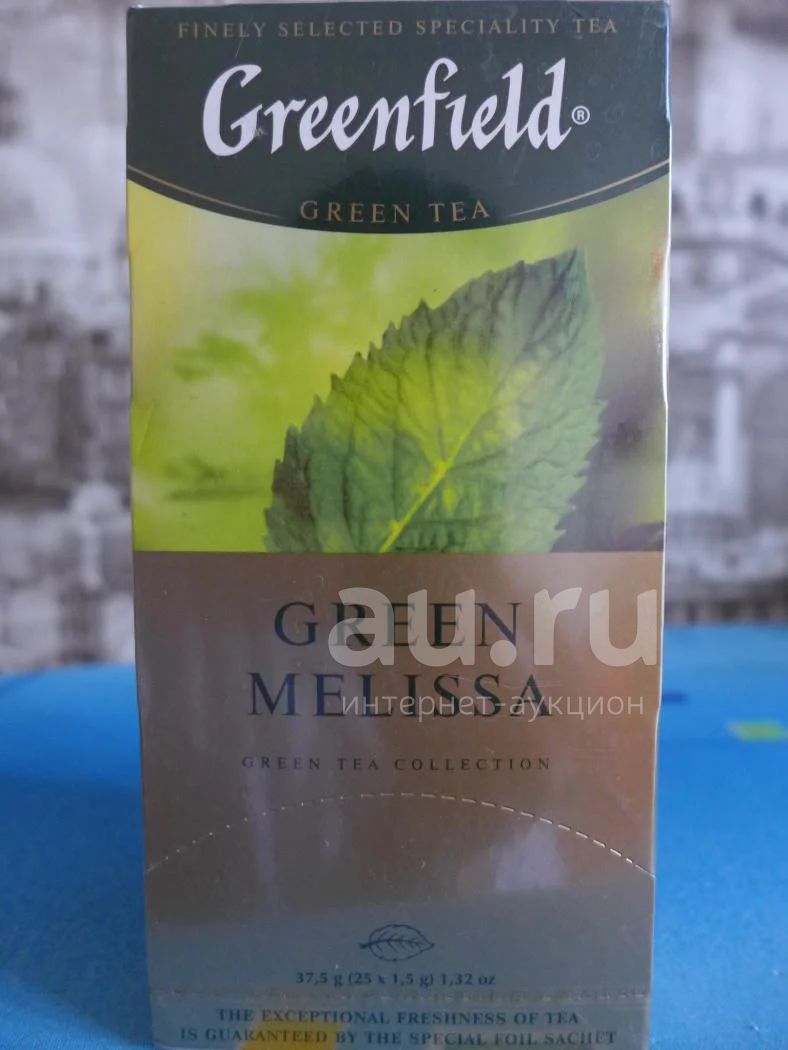 FINELY SELECTED SPECIALITY TEA
Greenfield®
GREEN TEA
GREEN
au.ru
MELISSA
интернет-аукцион
GREEN TEA COLLECTION
37,5 g (25 x 1,5 g) 1,32 oz
THE EXCEPTIONAL FRESHNESS OF TEA
IS GUARANTEED BY THE SPECIAL FOIL SACHET